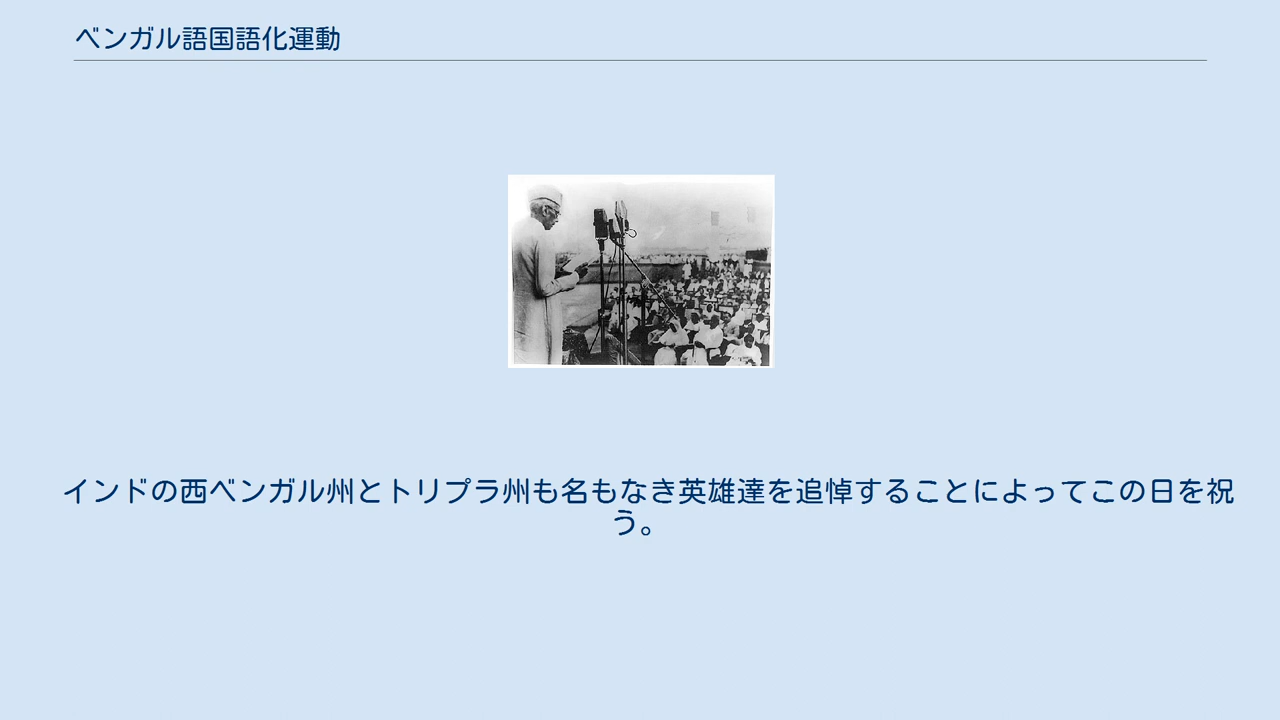 ベンガル語国語化運動
インドの西ベンガル州とトリプラ州も名もなき英雄達を追悼することによってこの日を祝
う。